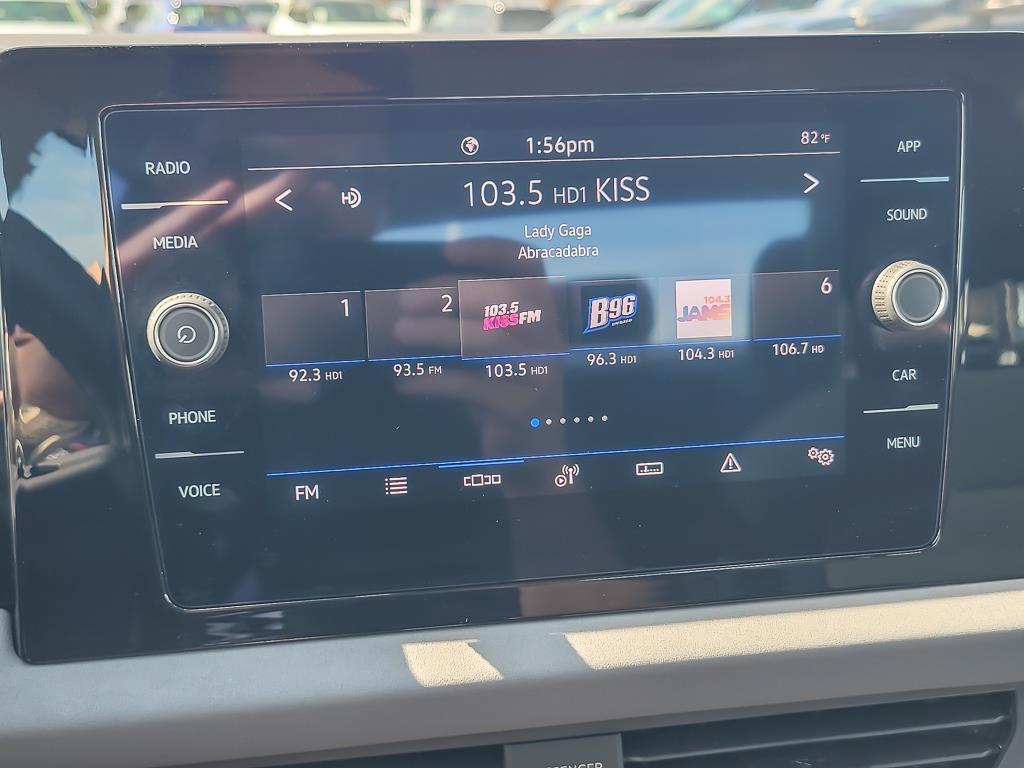 RADIO
MEDIA
PHONE
VOICE
1:56pm
82°F
103.5 HD1 KISS
Lady Gaga
Abracadabra
1
2
103.5
KISSFM
B96
104.3
JAMS
6
92.3 HD1
93.5 FM
103.5 HD1
96.3 HD1
104.3 HD1
106.7 HD
FM
APP
SOUND
CAR
MENU